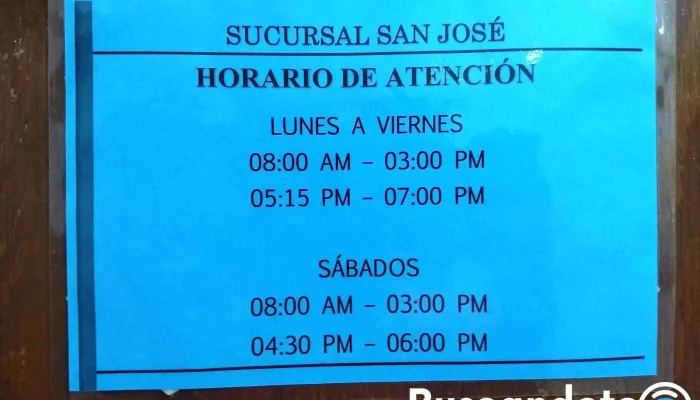 SUCURSAL SAN JOSÉ
HORARIO DE ATENCIÓN
LUNES A VIERNES
08:00 AM – 03:00 PM
05:15 PM – 07:00 PM
SÁBADOS
08:00 AM – 03:00 PM
04:30 PM – 06:00 PM